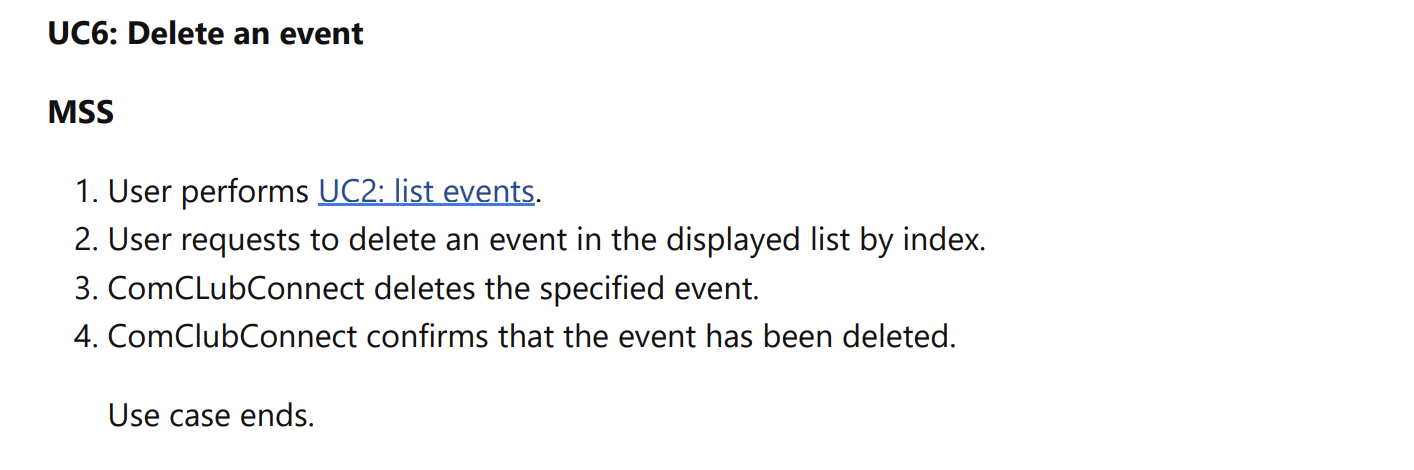 UC6: Delete an event
MSS
1. User performs UC2: list events.
2. User requests to delete an event in the displayed list by index.
3. ComCLubConnect deletes the specified event.
4. ComClubConnect confirms that the event has been deleted.
Use case ends.